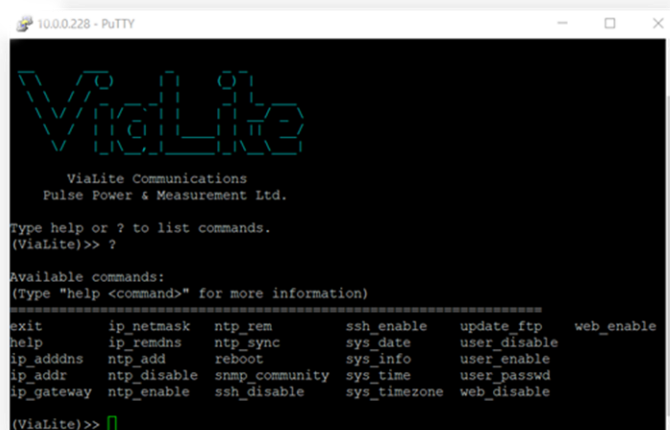 10.0.0.228 - PuTTY
ViaLite
ViaLite Communications
Pulse Power & Measurement Ltd.
Type help or ? to list commands.
(ViaLite)>> ?
Available commands:
(Type "help <command>" for more information)
exit ip_netmask ntp_rem ssh_enable update_ftp web_enable
help ip_remdns ntp_sync sys_date user_disable
ip_adddns ntp_add reboot sys_info user_enable
ip_addr ntp_disable snmp_community sys_time user_passwd
ip_gateway ntp_enable ssh_disable sys_timezone web_disable
(ViaLite)>>